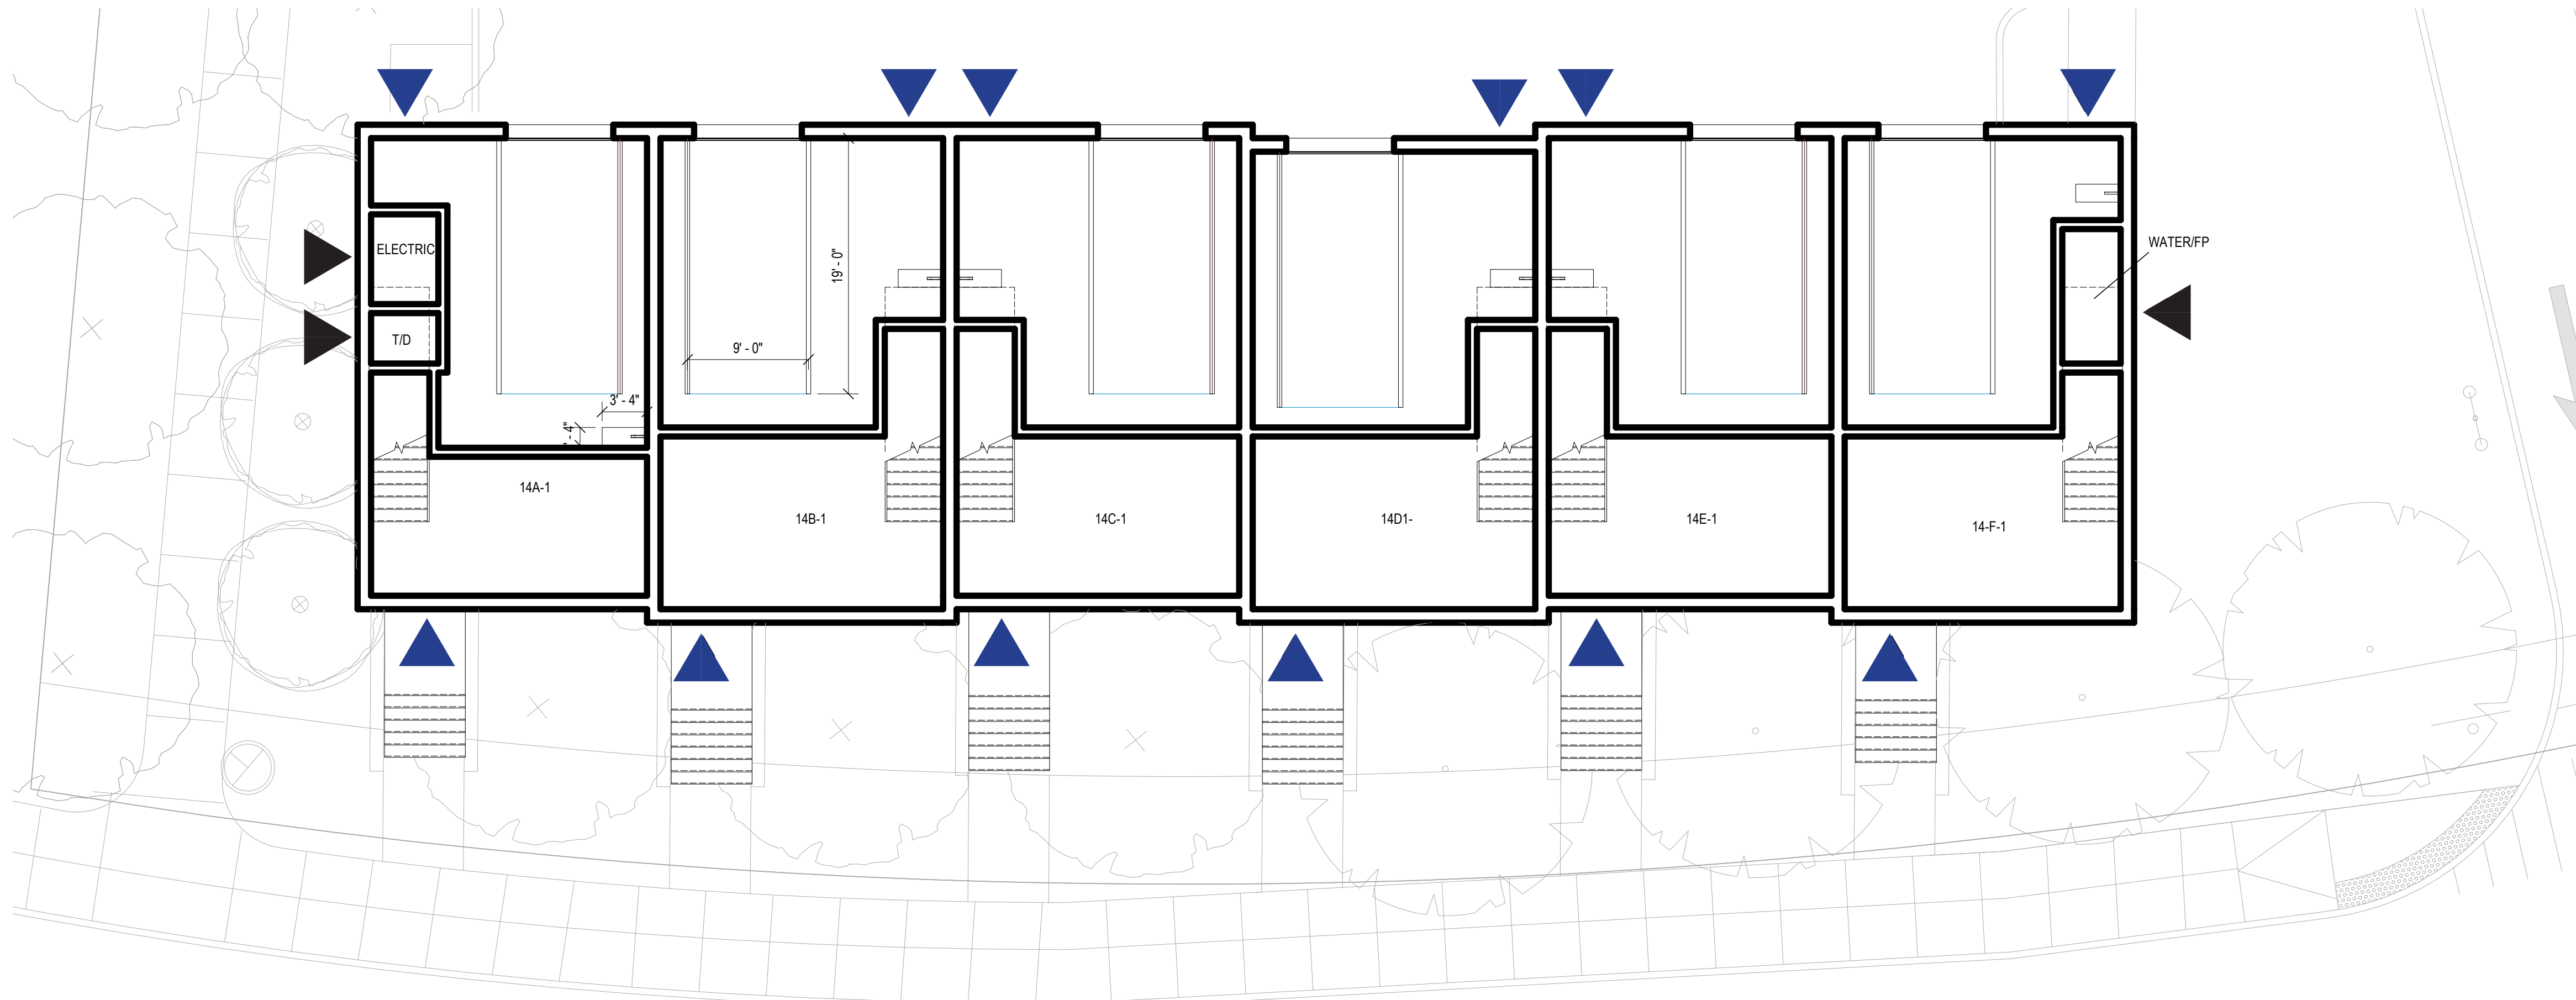 ELECTRIC
WATER/FP
19' - 0"
T/D
9' - 0"
3' - 4"
' - 4"
14A-1
14B-1
14C-1
14D1-
14E-1
14-F-1